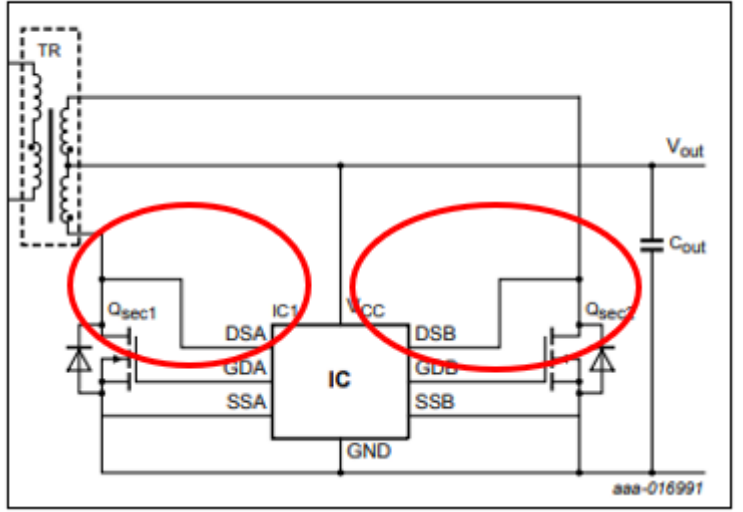 TR
Vout
Cout
Qsec1
IC1
VCC
Qsec2
DSA
DSB
GDA
IC
GDB
SSA
SSB
GND
aaa-016991